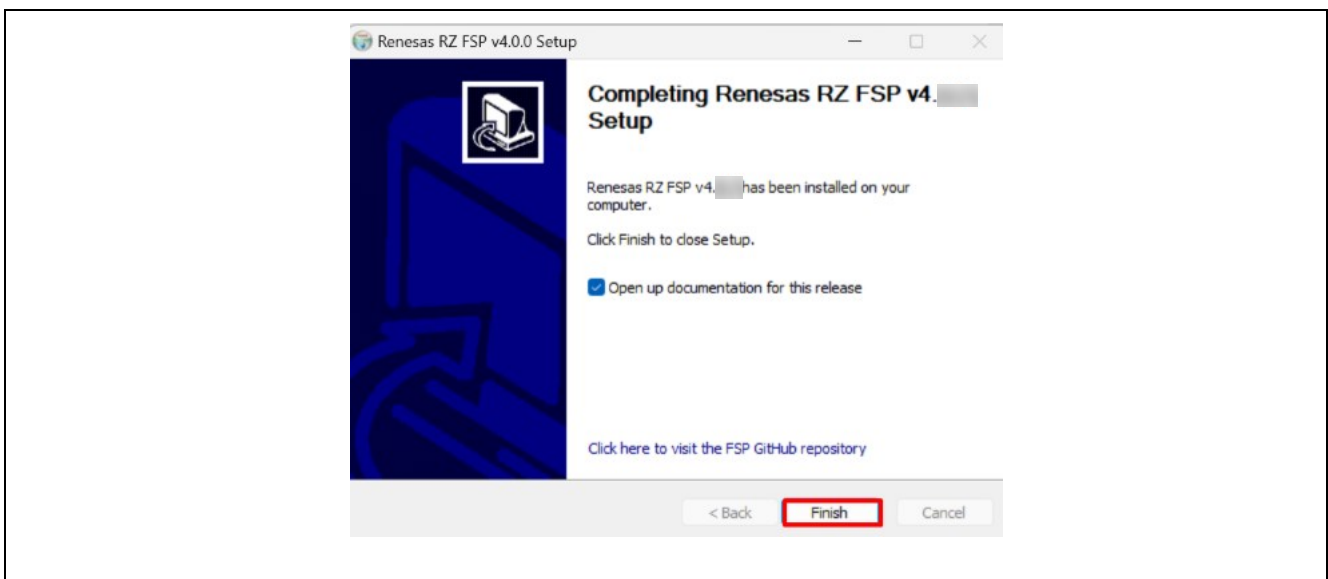 Renesas RZ FSP v4.0.0 Setup
Completing Renesas RZ FSP v4.
Setup
Renesas RZ FSP v4. has been installed on your
computer.
Click Finish to close Setup.
Open up documentation for this release
Click here to visit the FSP GitHub repository
< Back Finish Cancel